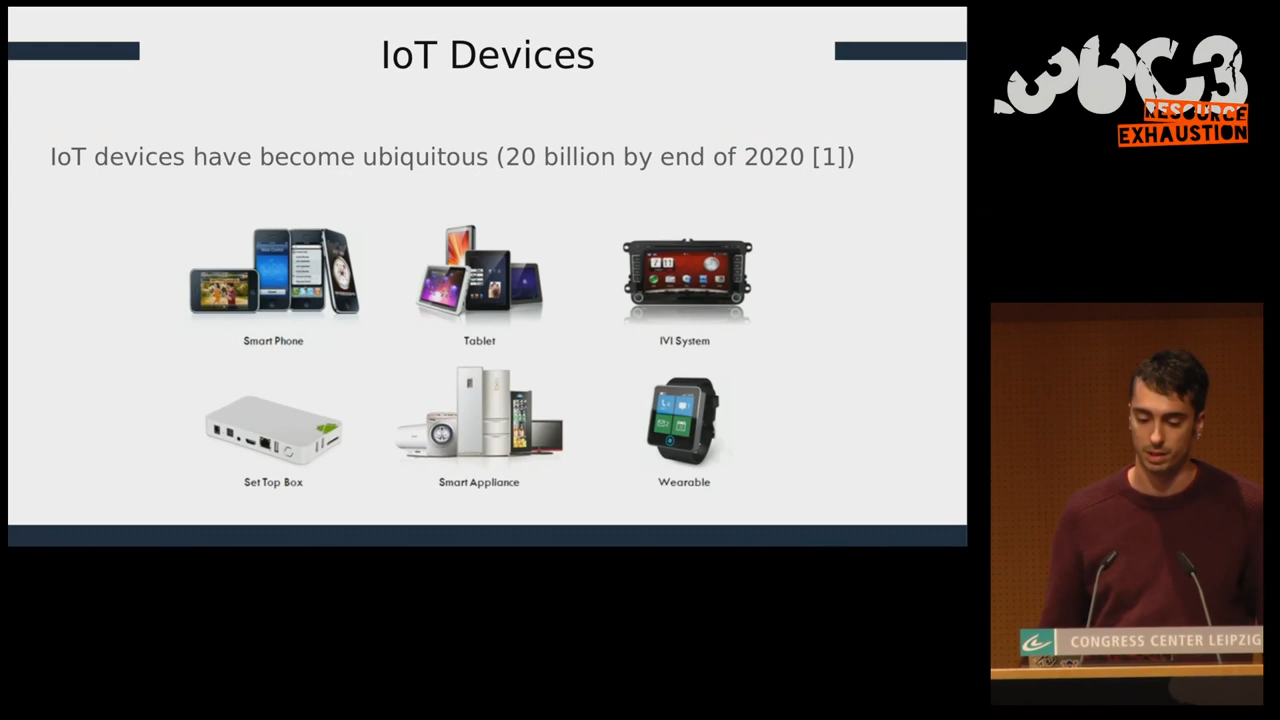 IoT Devices
IoT devices have become ubiquitous (20 billion by end of 2020 [1])
Smart Phone
Tablet
IVI System
Set Top Box
Smart Appliance
Wearable
36C3
RESOURCE
EXHAUSTION
CONGRESS CENTER LEIPZIG